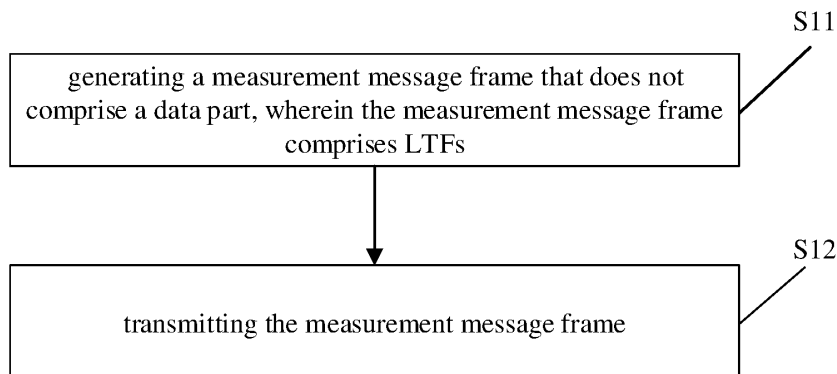 S11
generating a measurement message frame that does not
comprise a data part, wherein the measurement message frame
comprises LTFs
S12
transmitting the measurement message frame